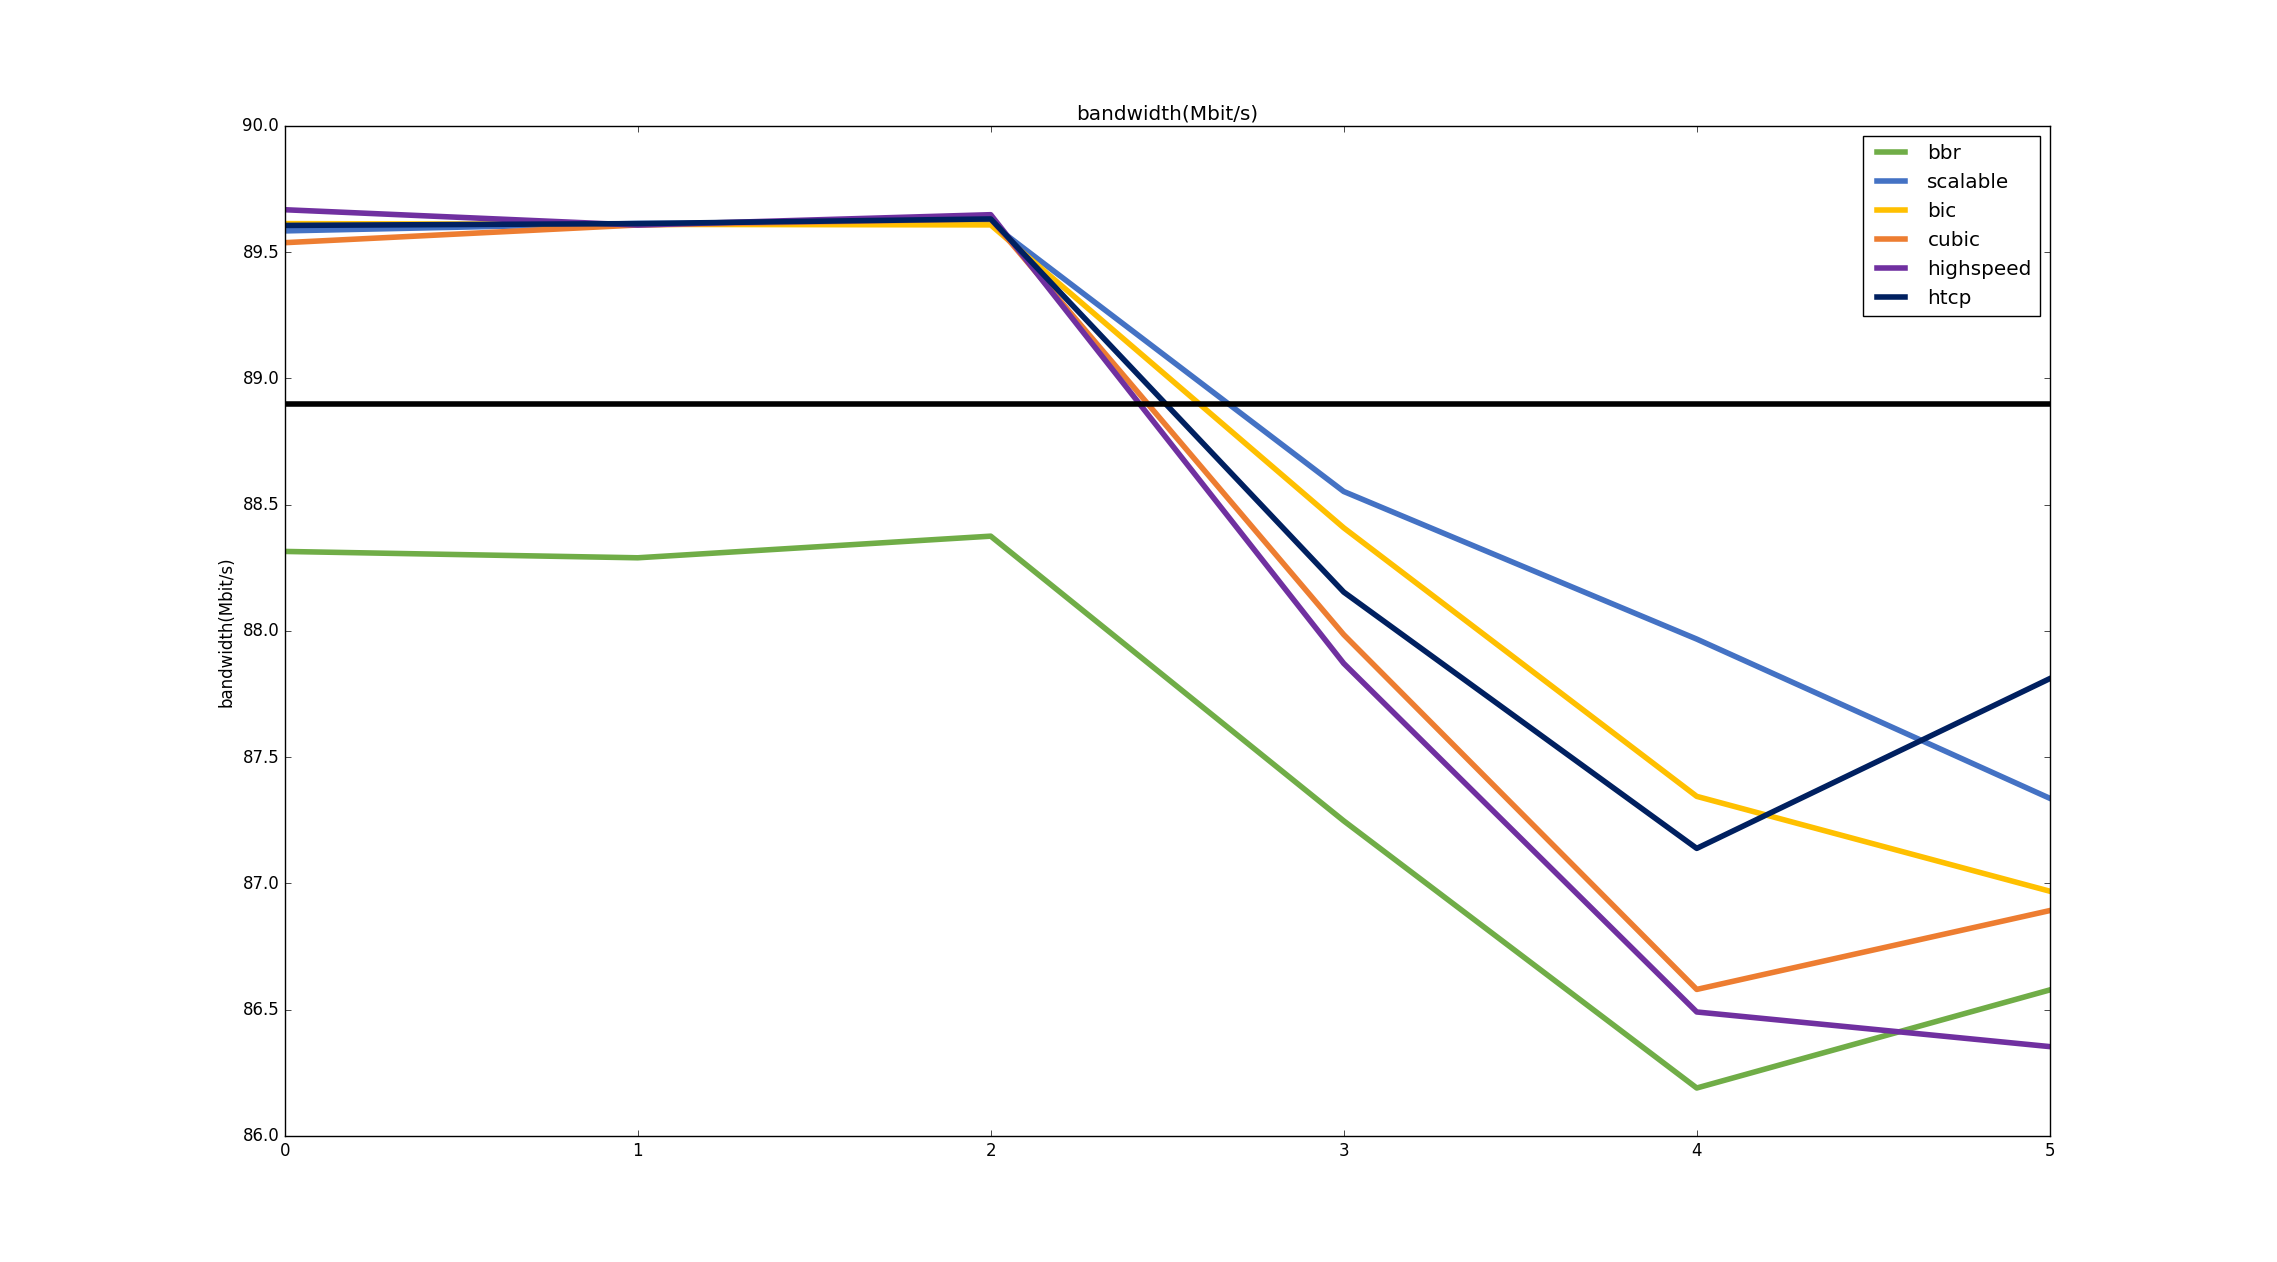 bandwidth(Mbit/s)
90.0
89.5
89.0
88.5
88.0
87.5
87.0
86.5
86.0
bandwidth(Mbit/s)
0 1 2 3 4 5
bbr
scalable
bic
cubic
highspeed
htcp